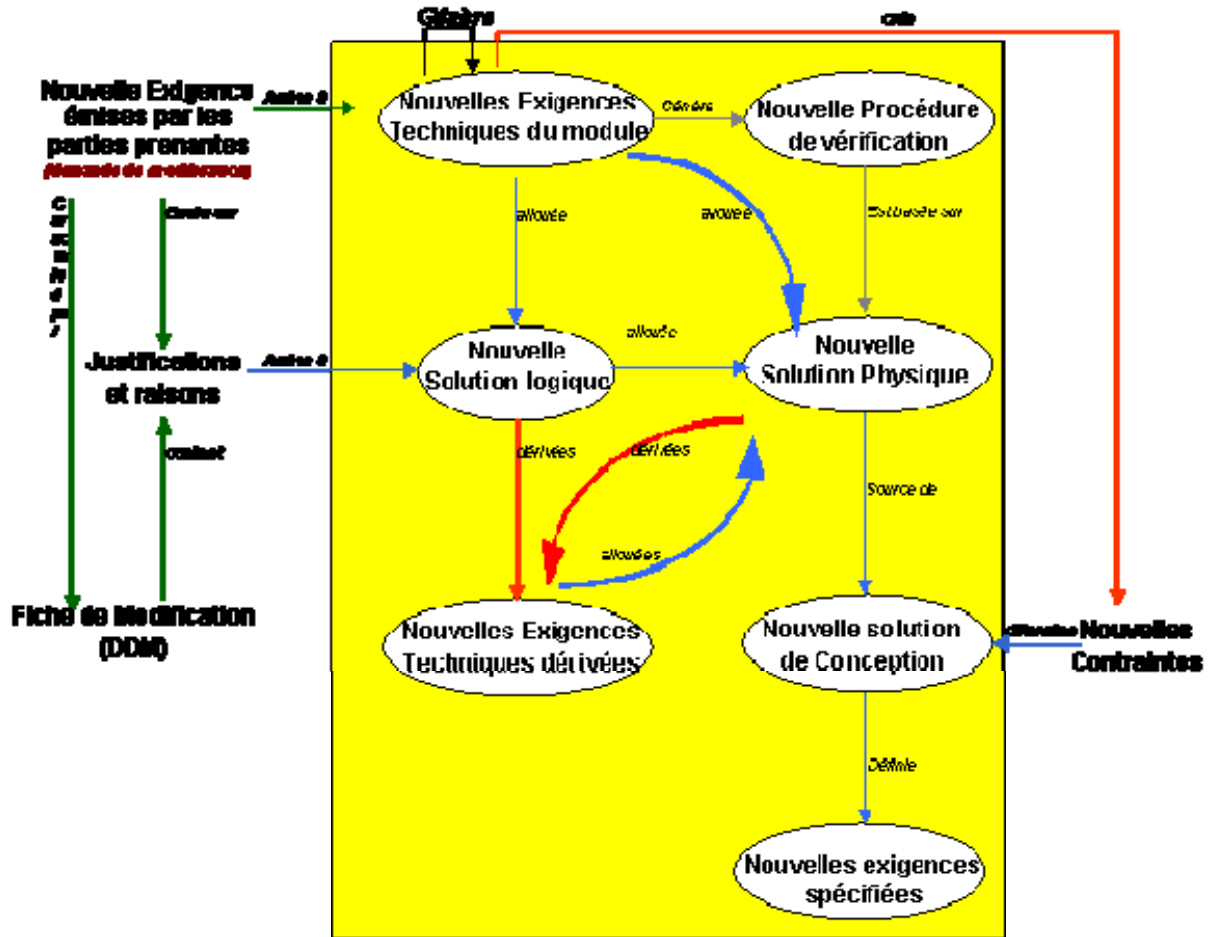 Génère
Crée
Nouvelle Exigence
émises par les
parties prenantes
Nouvelles Exigences
Techniques du module
Génère
Nouvelle Procédure
de vérification
allouée
allouée
Est basée sur
Justifications
et raisons
Nouvelle
Solution logique
allouée
Nouvelle
Solution Physique
dérivées
dérivées
Source de
allouées
Fiche de Modification
(DDM)
Nouvelles Exigences
Techniques dérivées
Nouvelle solution
de Conception
Nouvelles
Contraintes
Définie
Nouvelles exigences
spécifiées